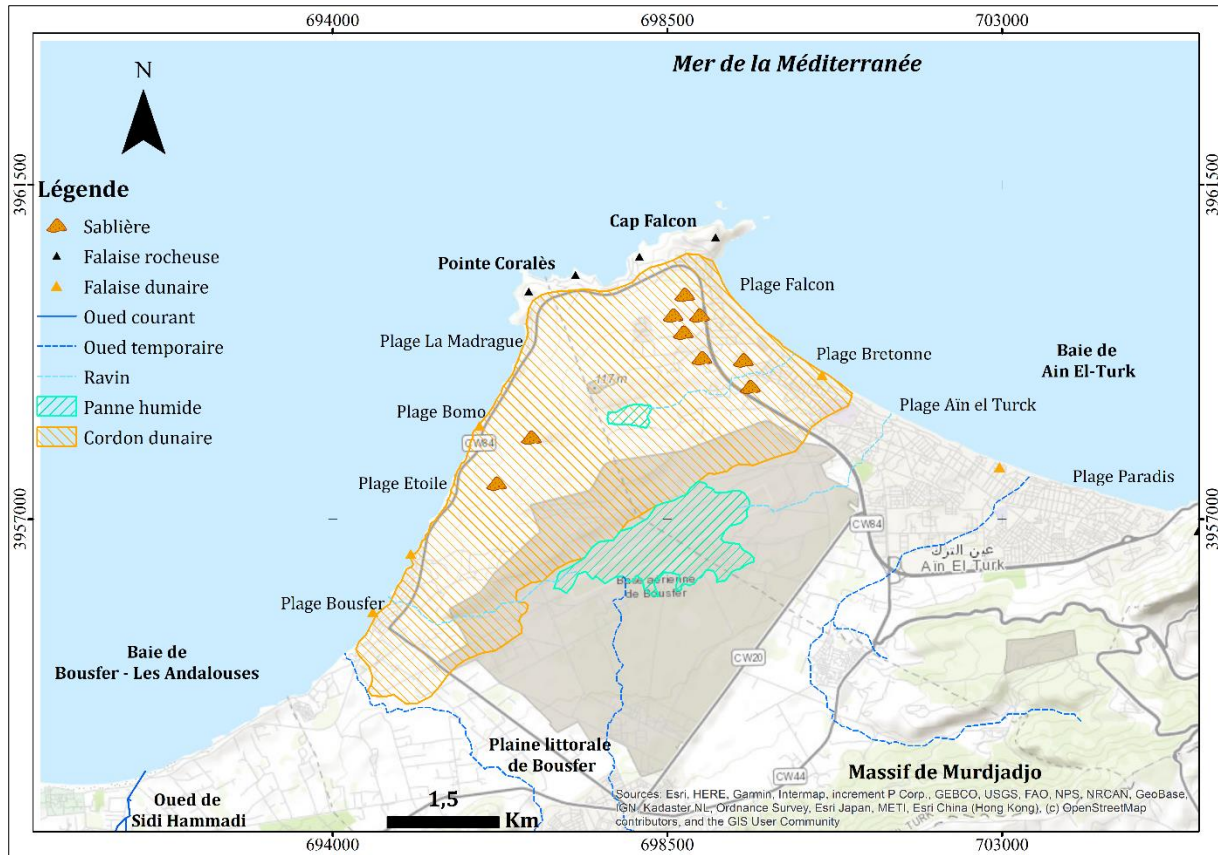 694000
698500
703000
Mer de la Méditerranée
N
3961500
3961500
Légende
Sablière
Falaise rocheuse
Falaise dunaire
Oued courant
Oued temporaire
Ravin
Panne humide
Cordon dunaire
Cap Falcon
Pointe Coralès
Plage Falcon
Plage La Madrague
Plage Bretonne
Baie de
Ain El-Turk
117 m
Plage Bomo
Plage Aïn el Turck
CW84
Plage Etoile
Plage Paradis
3957000
3957000
CW84
عين الترك
Ain El Turk
Base aérienne
de Bousfer
Plage Bousfer
Baie de
Bousfer - Les Andalouses
CW20
Plaine littorale
de Bousfer
Massif de Murdjadjo
CW44
Oued de
Sidi Hammadi
1,5
Km
Sources: Esri, HERE, Garmin, Intermap, increment P Corp., GEBCO, USGS, FAO, NPS, NRCAN, GeoBase,
IGN, Kadaster NL, Ordnance Survey, Esri Japan, METI, Esri China (Hong Kong), (c) OpenStreetMap
contributors, and the GIS User Community
694000
698500
703000